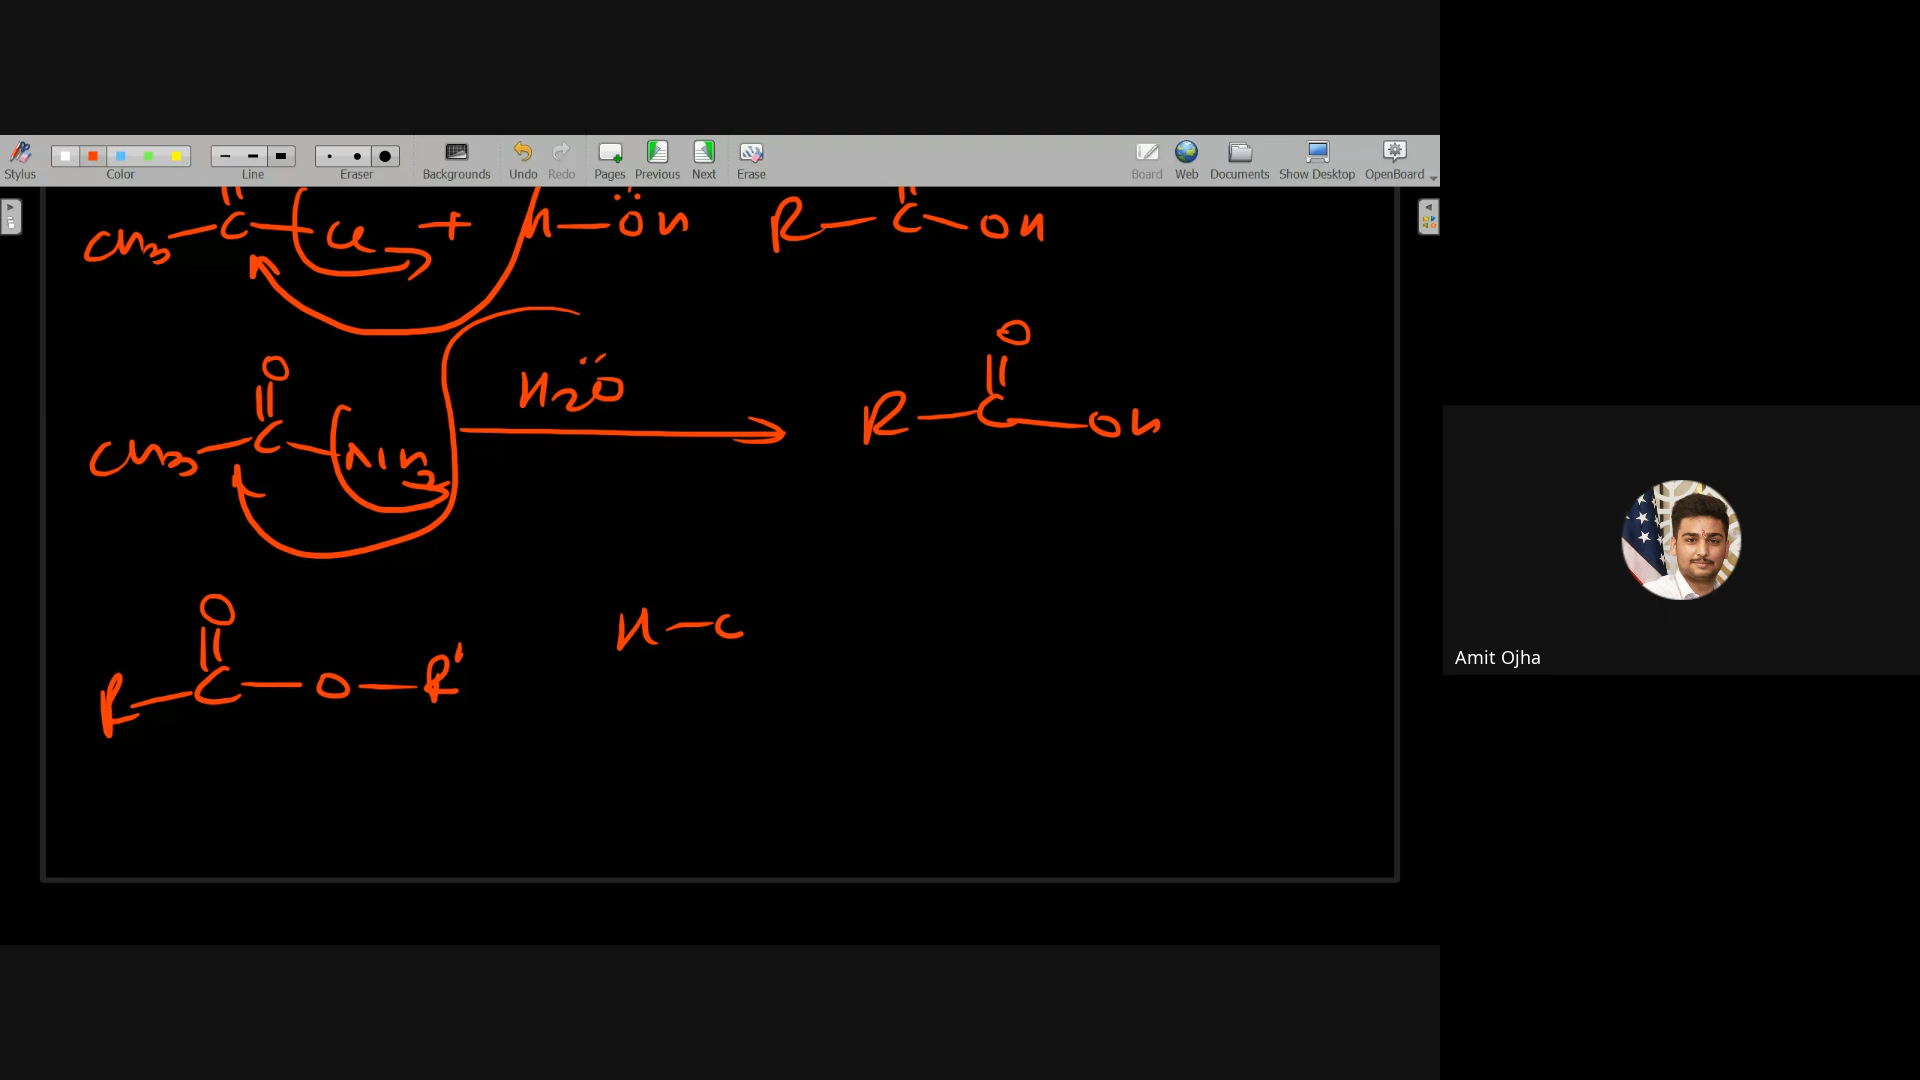 Stylus Color Line Eraser Backgrounds Undo Redo Pages Previous Next Erase Board Web Documents Show Desktop OpenBoard
CH3 — C — Cl + H — ÖH R — C — OH
O
O
H2Ö
R — C — OH
CH3 — C — NH2
O
H — C
R — C — O — R'
Amit Ojha